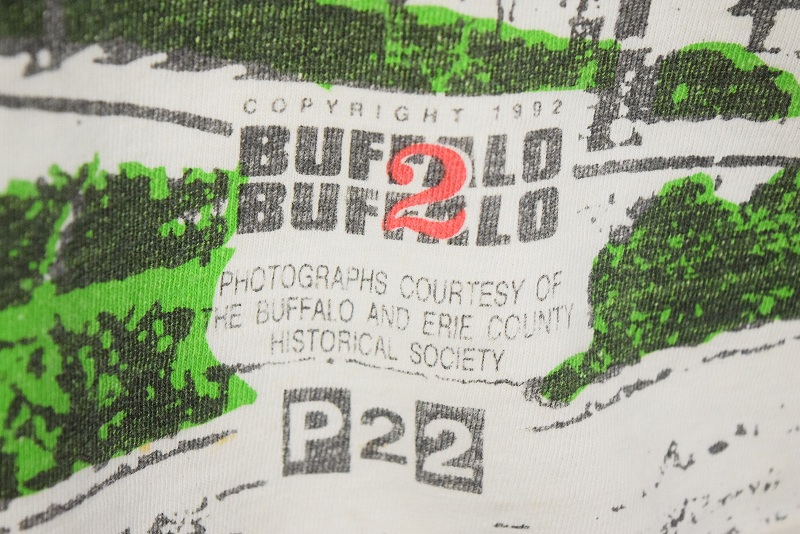 COPYRIGHT 1992
BUFFALO
2
BUFFALO
PHOTOGRAPHS COURTESY OF
THE BUFFALO AND ERIE COUNTY
HISTORICAL SOCIETY
P22